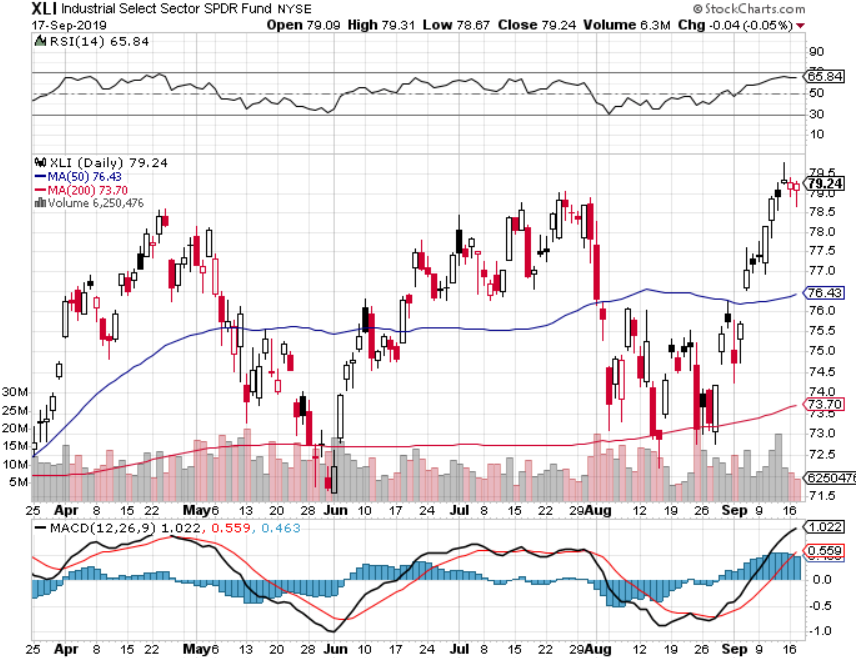 XLI Industrial Select Sector SPDR Fund NYSE
© StockCharts.com
17-Sep-2019
Open 79.09 High 79.31 Low 78.67 Close 79.24 Volume 6.3M Chg -0.04 (-0.05%)
RSI(14) 65.84
90
70
65.84
50
30
10
XLI (Daily) 79.24
MA(50) 76.43
MA(200) 73.70
Volume 6,250,476
79.5
79.24
79.0
78.5
78.0
77.5
77.0
76.43
76.0
75.5
75.0
74.5
74.0
73.70
73.5
73.0
72.5
6250476
71.5
30M
25M
20M
15M
10M
5M
25 Apr 8 15 22 May 6 13 20 28 Jun 10 17 24 Jul 8 15 22 29 Aug 12 19 26 Sep 9 16
MACD(12,26,9) 1.022, 0.559, 0.463
1.022
0.559
0.0
-0.5
-1.0
25 Apr 8 15 22 May 6 13 20 28 Jun 10 17 24 Jul 8 15 22 29 Aug 12 19 26 Sep 9 16